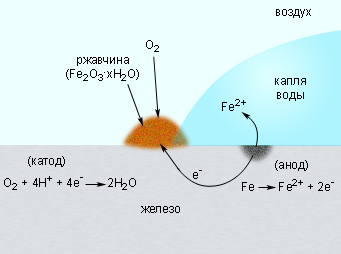 воздух
O₂
ржавчина
(Fe₂O₃·xH₂O)
капля
воды
Fe²⁺
(катод)
e⁻
(анод)
O₂ + 4H⁺ + 4e⁻ → 2H₂O
Fe → Fe²⁺ + 2e⁻
железо